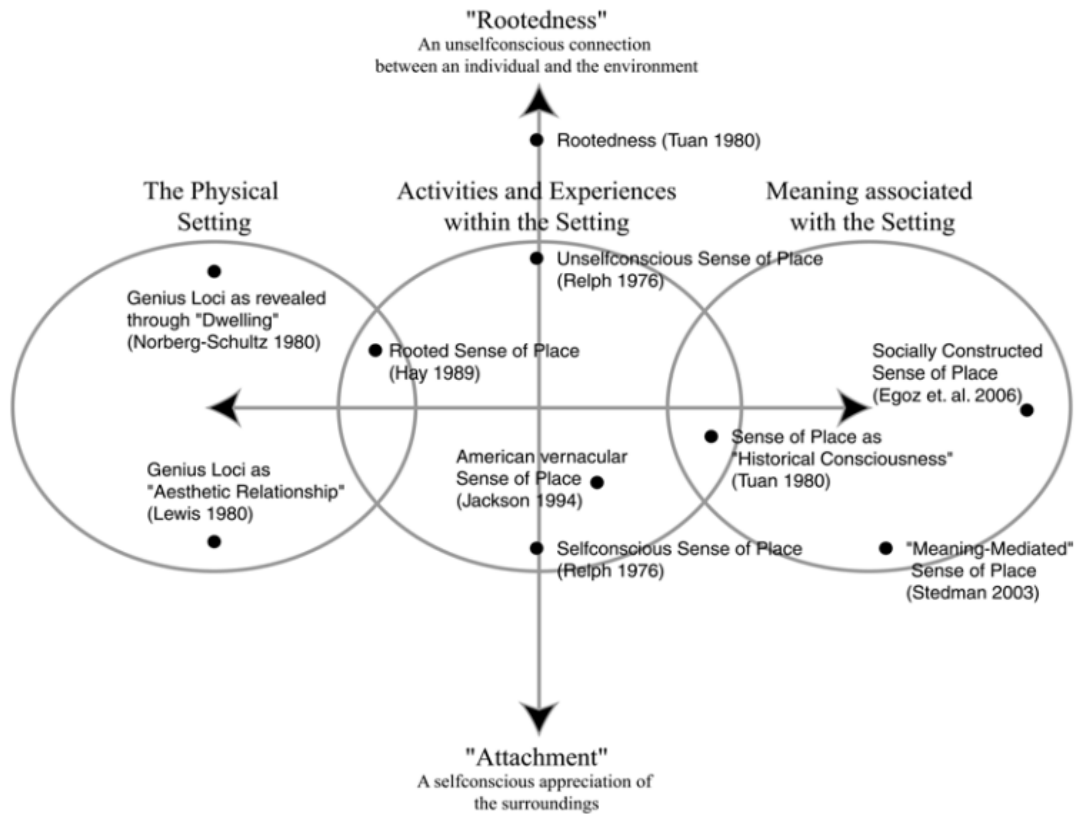 "Rootedness"
An unselfconscious connection
between an individual and the environment
Rootedness (Tuan 1980)
The Physical
Setting
Activities and Experiences
within the Setting
Meaning associated
with the Setting
Unselfconscious Sense of Place
(Relph 1976)
Genius Loci as revealed
through "Dwelling"
(Norberg-Schultz 1980)
Rooted Sense of Place
(Hay 1989)
Socially Constructed
Sense of Place
(Egoz et. al. 2006)
Sense of Place as
"Historical Consciousness"
(Tuan 1980)
American vernacular
Sense of Place
(Jackson 1994)
Genius Loci as
"Aesthetic Relationship"
(Lewis 1980)
Selfconscious Sense of Place
(Relph 1976)
"Meaning-Mediated"
Sense of Place
(Stedman 2003)
"Attachment"
A selfconscious appreciation of
the surroundings